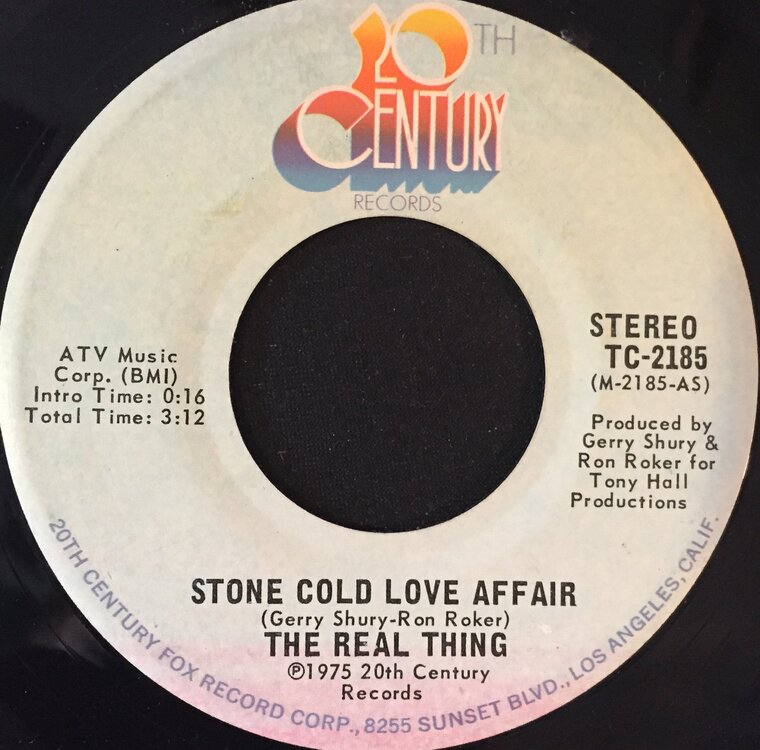 20TH
CENTURY
RECORDS
ATV Music
Corp. (BMI)
Intro Time: 0:16
Total Time: 3:12
STEREO
TC-2185
(M-2185-AS)
Produced by
Gerry Shury &
Ron Roker for
Tony Hall
Productions
STONE COLD LOVE AFFAIR
(Gerry Shury-Ron Roker)
THE REAL THING
℗1975 20th Century
Records
20TH CENTURY FOX RECORD CORP., 8255 SUNSET BLVD., LOS ANGELES, CALIF.